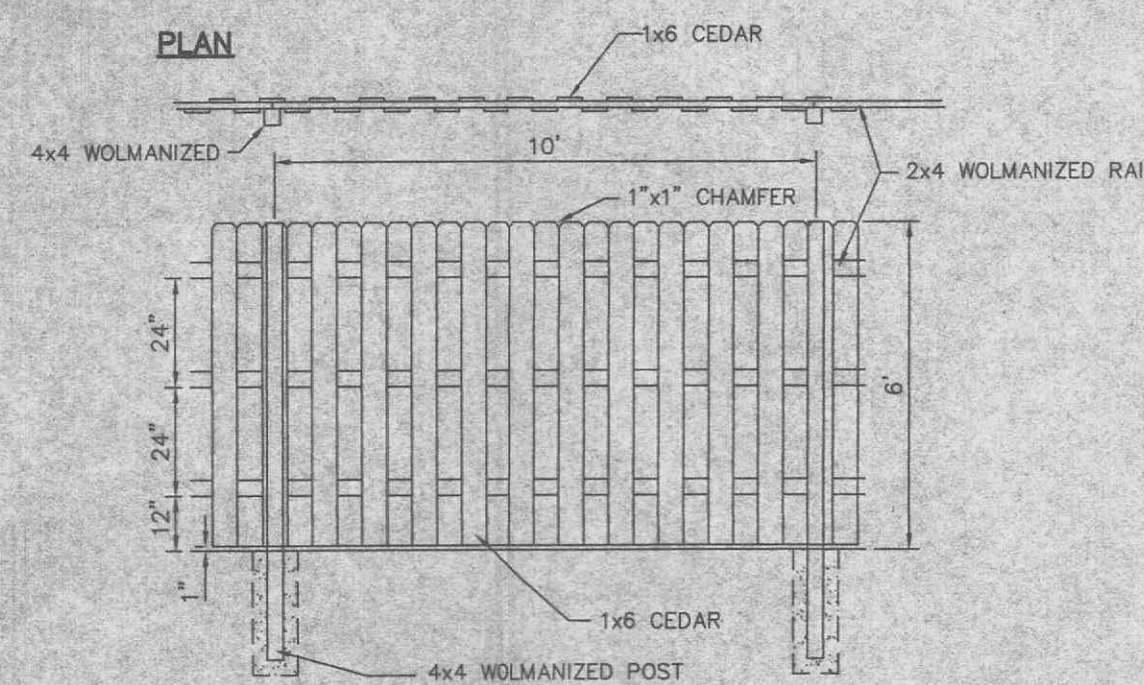 PLAN
1x6 CEDAR
4x4 WOLMANIZED
10'
2x4 WOLMANIZED RAI
1"x1" CHAMFER
24"
24"
12"
1"
6'
1x6 CEDAR
4x4 WOLMANIZED POST